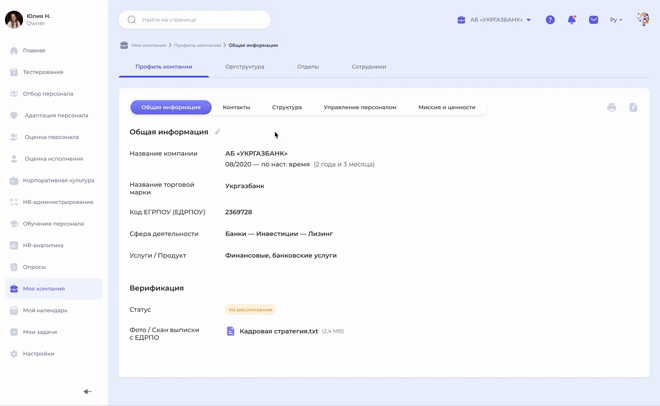 Юлия Н.
Owner
Найти на странице
АБ «УКРГАЗБАНК»
Ру
Моя компания > Профиль компании > Общая информация
Главная
Тестирование
Отбор персонала
Адаптация персонала
Оценка персонала
Оценка исполнения
Корпоративная культура
HR-администрирование
Обучение персонала
HR-аналитика
Опросы
Моя компания
Мой календарь
Мои задачи
Настройки
Профиль компании
Оргструктура
Отделы
Сотрудники
Общая информация
Контакты
Структура
Управление персоналом
Миссия и ценности
Общая информация
Название компании
АБ «УКРГАЗБАНК»
08/2020 — по наст. время (2 года и 3 месяца)
Название торговой
марки
Укргазбанк
Код ЕГРПОУ (ЕДРПОУ)
2369728
Сфера деятельности
Банки — Инвестиции — Лизинг
Услуги / Продукт
Финансовые, банковские услуги
Верификация
Статус
На рассмотрении
Фото / Скан выписки
с ЕДРПО
Кадровая стратегия.txt (2,4 MB)